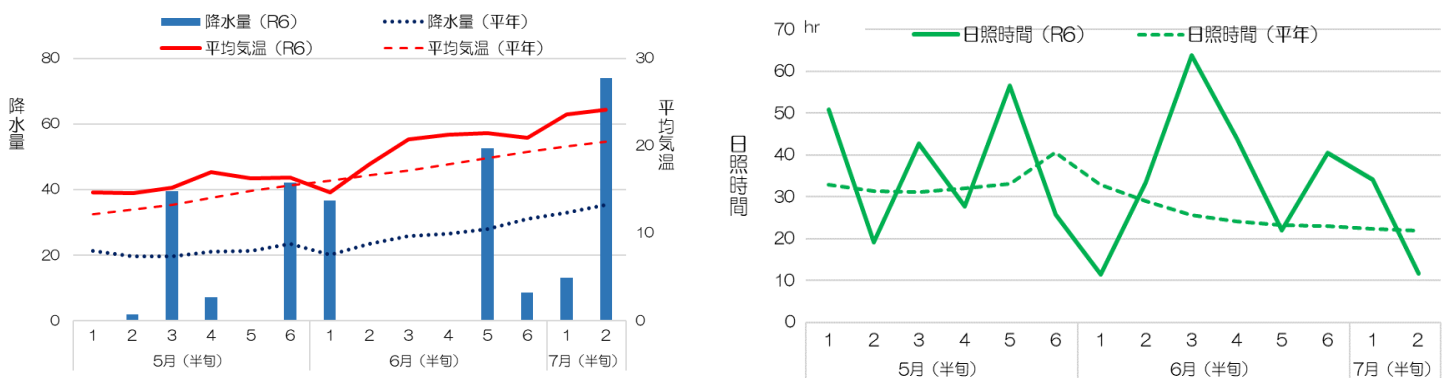 降水量（R6） 降水量（平年）
平均気温（R6） 平均気温（平年）
80 30
60
20
40
10
20
0 0
降水量
平均気温
1 2 3 4 5 6 1 2 3 4 5 6 1 2
5月（半旬） 6月（半旬） 7月（半旬）
70 hr 日照時間（R6） 日照時間（平年）
60
50
40
30
20
10
0
日照時間
1 2 3 4 5 6 1 2 3 4 5 6 1 2
5月（半旬） 6月（半旬） 7月（半旬）